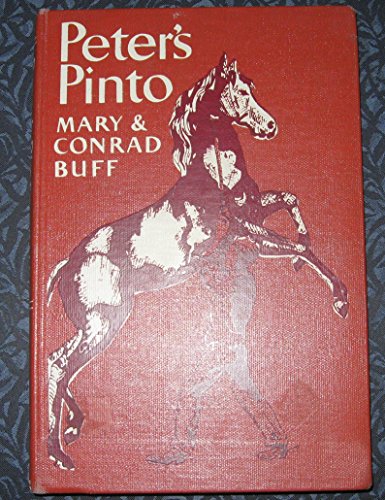 Peter's
Pinto
MARY &
CONRAD
BUFF